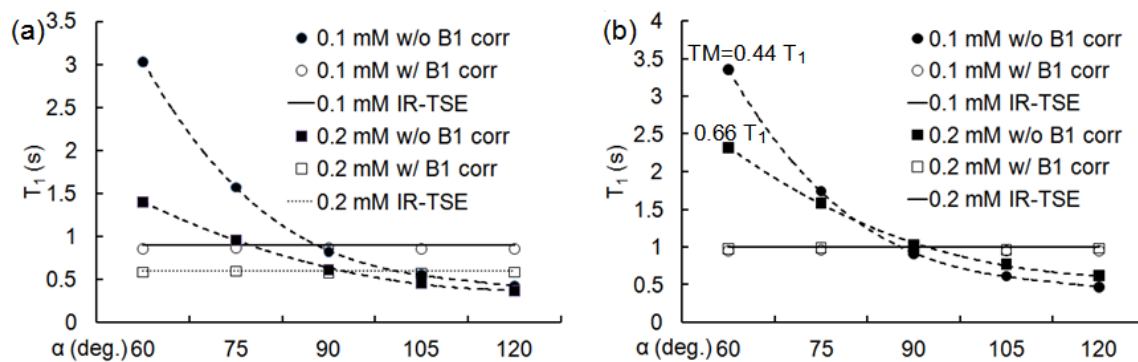 (a)
3.5
3
2.5
2
1.5
1
0.5
0
T₁ (s)
α (deg.) 60 75 90 105 120
0.1 mM w/o B1 corr
0.1 mM w/ B1 corr
0.1 mM IR-TSE
0.2 mM w/o B1 corr
0.2 mM w/ B1 corr
0.2 mM IR-TSE
(b)
4
3.5
3
2.5
2
1.5
1
0.5
0
T₁ (s)
α (deg.) 60 75 90 105 120
TM=0.44 T₁
0.66 T₁
0.1 mM w/o B1 corr
0.1 mM w/ B1 corr
0.1 mM IR-TSE
0.2 mM w/o B1 corr
0.2 mM w/ B1 corr
0.2 mM IR-TSE